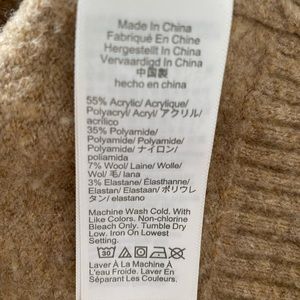 Made In China
Fabriqué En Chine
Hergestellt In China
Vervaardigd In China
中国製
hecho en china
55% Acrylic/ Acrylique/
Polyacryl/ Acryl/ アクリル/
acrílico
35% Polyamide/
Polyamide/ Polyamide/
Polyamide/ ナイロン/
poliamida
7% Wool/ Laine/ Wolle/
Wol/ 毛/ lana
3% Elastane/ Élasthanne/
Elastan/ Elastaan/ ポリウレ
タン/ elastano
Machine Wash Cold. With
Like Colors. Non-chlorine
Bleach Only. Tumble Dry
Low. Iron On Lowest
Setting.
30
Laver À La Machine À
L'eau Froide. Laver En
Séparant Les Couleurs